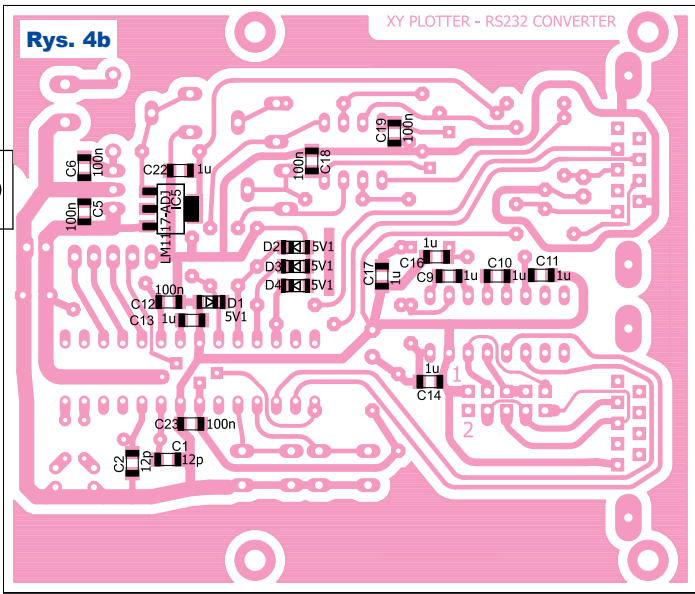 XY PLOTTER - RS232 CONVERTER
Rys. 4b
C19
100n
C18
100n
C6
100n
C22
1u
C5
100n
IC5
LM1117-ADJ
D2
5V1
D3
5V1
D4
5V1
C16
1u
C17
1u
C9
1u
C10
1u
C11
1u
C12
100n
D1
5V1
C13
1u
1u
C14
1
2
C23
100n
C1
12p
C2
12p